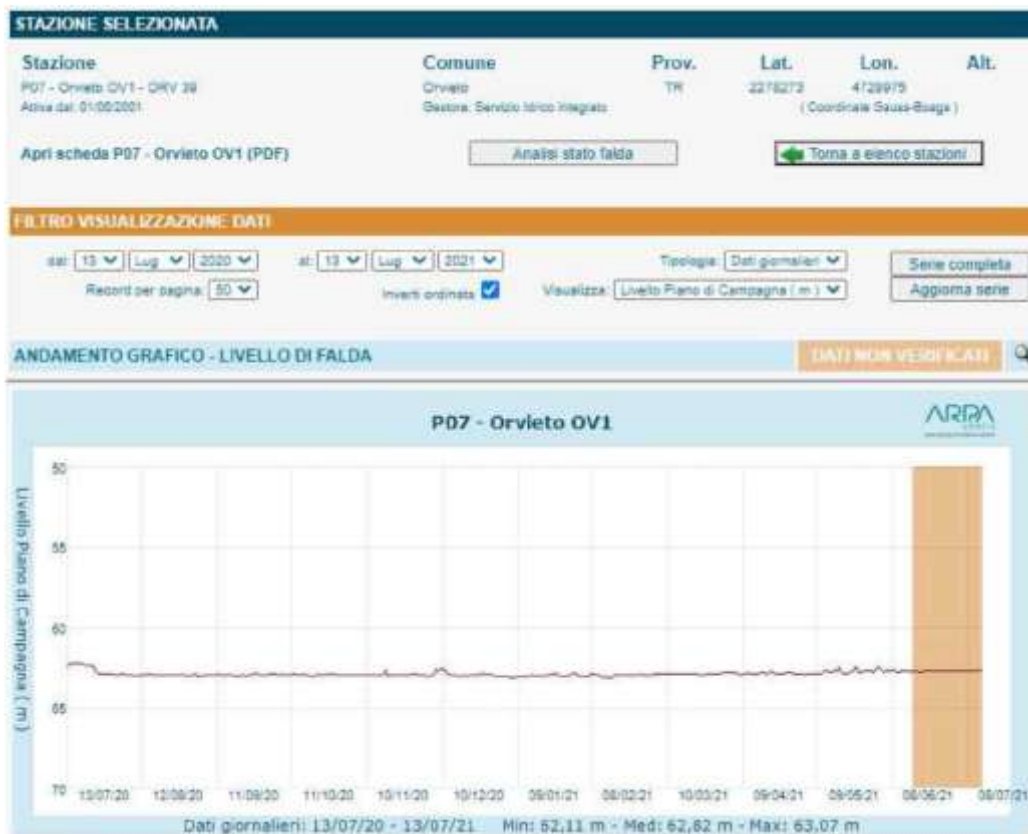 STAZIONE SELEZIONATA
Stazione Comune Prov. Lat. Lon. Alt.
P07 - Orvieto OV1 - ORV 39 Orvieto TR 2278273 4728975
Attiva dal: 01/06/2001 Gestore: Servizio Idrico Integrato ( Coordinate Gauss-Boaga )
Apri scheda P07 - Orvieto OV1 (PDF) Analisi stato falda Torna a elenco stazioni
FILTRO VISUALIZZAZIONE DATI
dal: 13 Lug 2020 al: 13 Lug 2021 Tipologia: Dati giornalieri Serie completa
Record per pagina: 50 Inverti ordinata Visualizza: Livello Piano di Campagna ( m ) Aggiorna serie
ANDAMENTO GRAFICO - LIVELLO DI FALDA DATI NON VERIFICATI
P07 - Orvieto OV1
ARPA
Livello Piano di Campagna ( m )
50
55
60
65
70
13/07/20 12/08/20 11/09/20 11/10/20 10/11/20 10/12/20 09/01/21 08/02/21 10/03/21 09/04/21 09/05/21 08/06/21 08/07/21
Dati giornalieri: 13/07/20 - 13/07/21 Min: 62,11 m - Med: 62,82 m - Max: 63,07 m